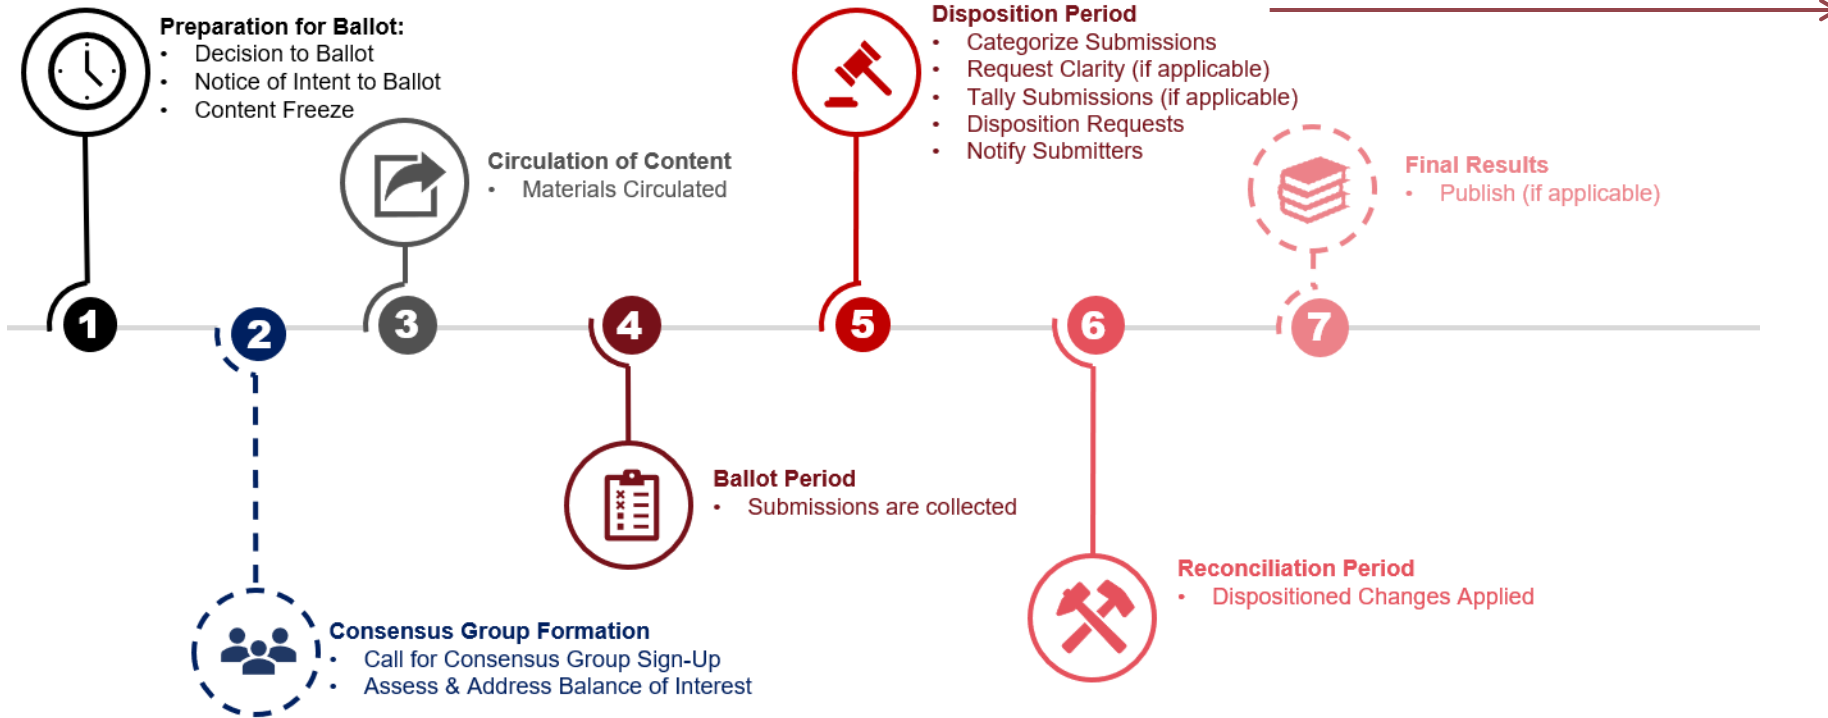 Preparation for Ballot:
• Decision to Ballot
• Notice of Intent to Ballot
• Content Freeze
Circulation of Content
• Materials Circulated
Disposition Period
• Categorize Submissions
• Request Clarity (if applicable)
• Tally Submissions (if applicable)
• Disposition Requests
• Notify Submitters
Final Results
• Publish (if applicable)
1
2
3
4
5
6
7
Ballot Period
• Submissions are collected
Reconciliation Period
• Dispositioned Changes Applied
Consensus Group Formation
• Call for Consensus Group Sign-Up
• Assess & Address Balance of Interest